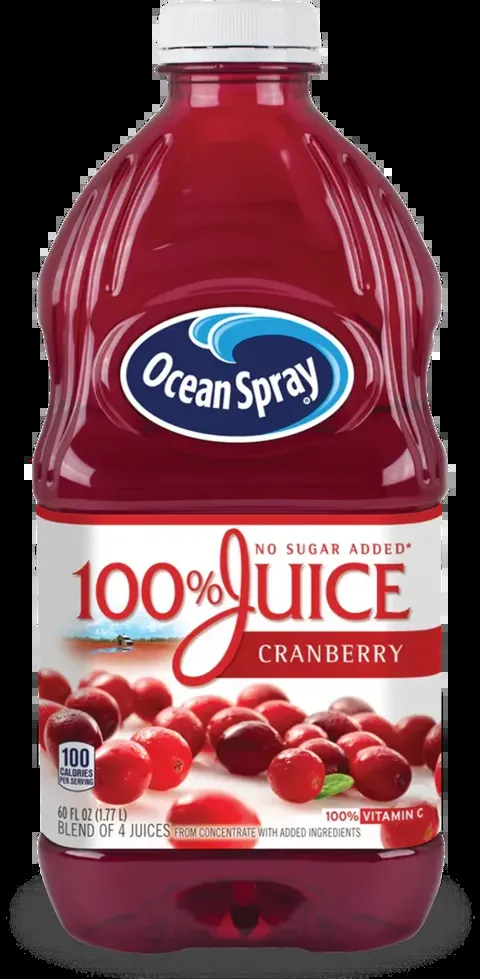 Ocean Spray®
NO SUGAR ADDED*
100% JUICE
CRANBERRY
100
CALORIES
PER SERVING
60 FL OZ (1.77 L)
BLEND OF 4 JUICES FROM CONCENTRATE WITH ADDED INGREDIENTS
100% VITAMIN C